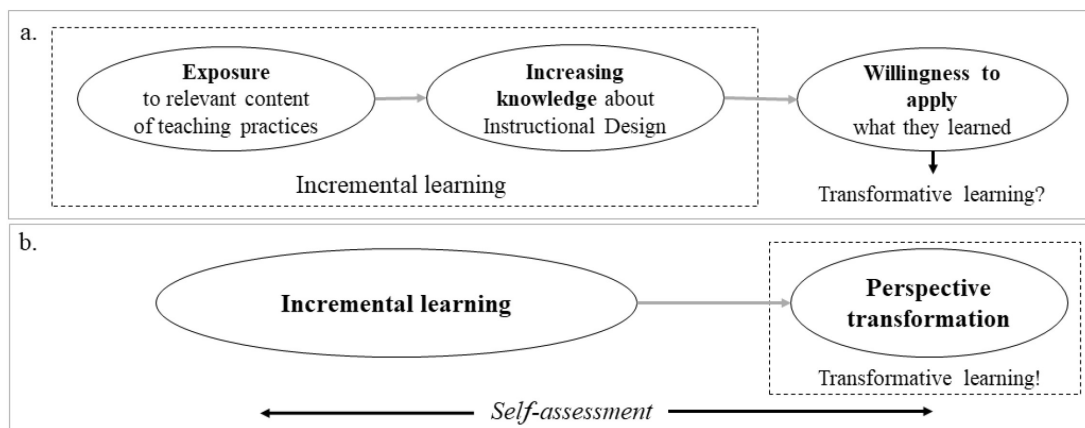 a.
Exposure
to relevant content
of teaching practices
Increasing
knowledge about
Instructional Design
Willingness to
apply
what they learned
Incremental learning
Transformative learning?
b.
Incremental learning
Perspective
transformation
Transformative learning!
Self-assessment